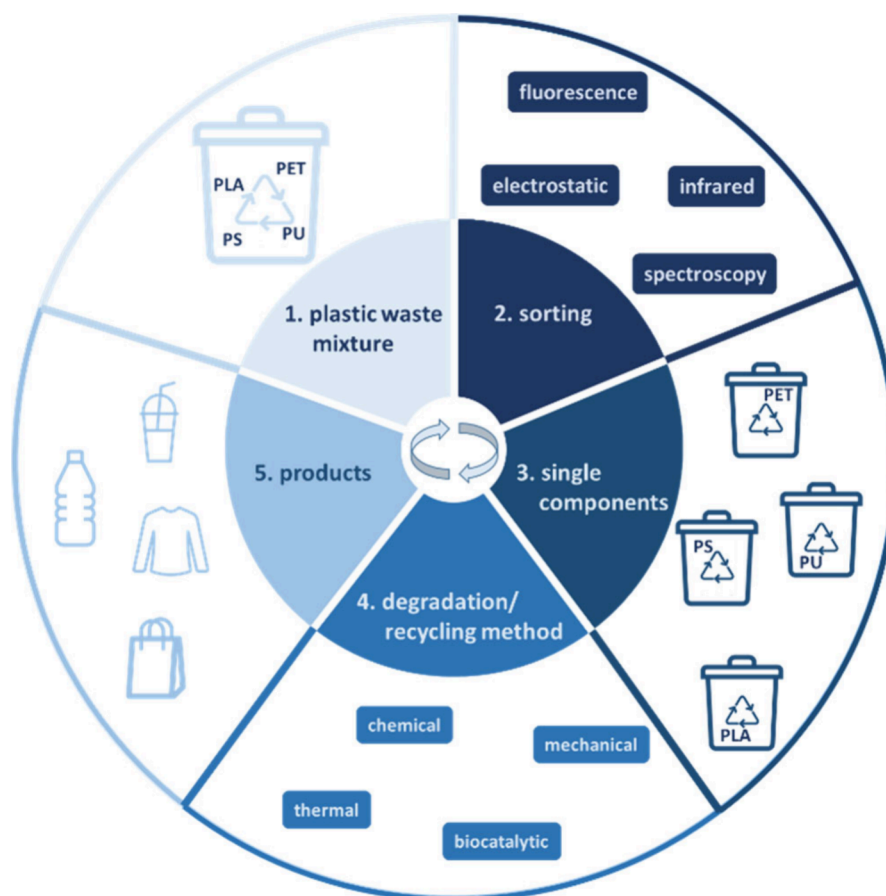 PLA
PET
PS
PU
1. plastic waste
mixture
fluorescence
electrostatic
infrared
spectroscopy
2. sorting
3. single
components
PET
PS
PU
PLA
4. degradation/
recycling method
chemical
mechanical
thermal
biocatalytic
5. products